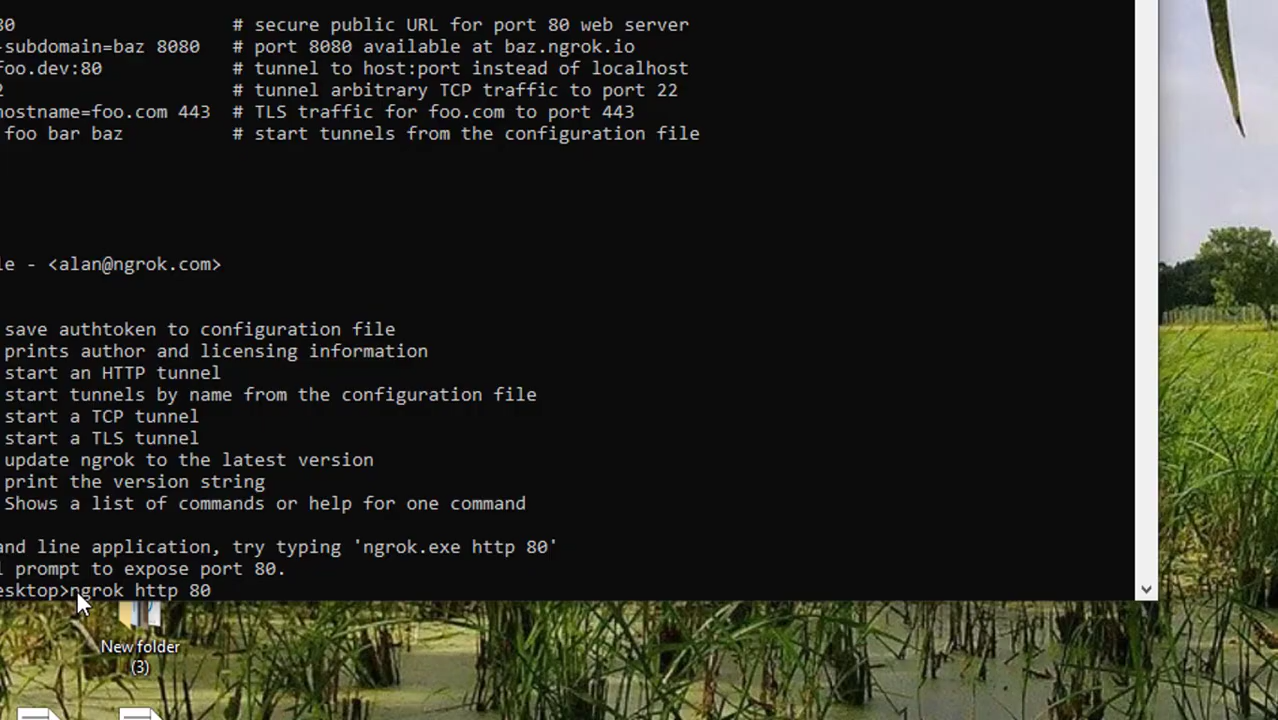 80 # secure public URL for port 80 web server
-subdomain=baz 8080 # port 8080 available at baz.ngrok.io
foo.dev:80 # tunnel to host:port instead of localhost
2 # tunnel arbitrary TCP traffic to port 22
hostname=foo.com 443 # TLS traffic for foo.com to port 443
foo bar baz # start tunnels from the configuration file
le - <alan@ngrok.com>
save authtoken to configuration file
prints author and licensing information
start an HTTP tunnel
start tunnels by name from the configuration file
start a TCP tunnel
start a TLS tunnel
update ngrok to the latest version
print the version string
Shows a list of commands or help for one command
and line application, try typing 'ngrok.exe http 80'
l prompt to expose port 80.
esktop>ngrok http 80
New folder
(3)